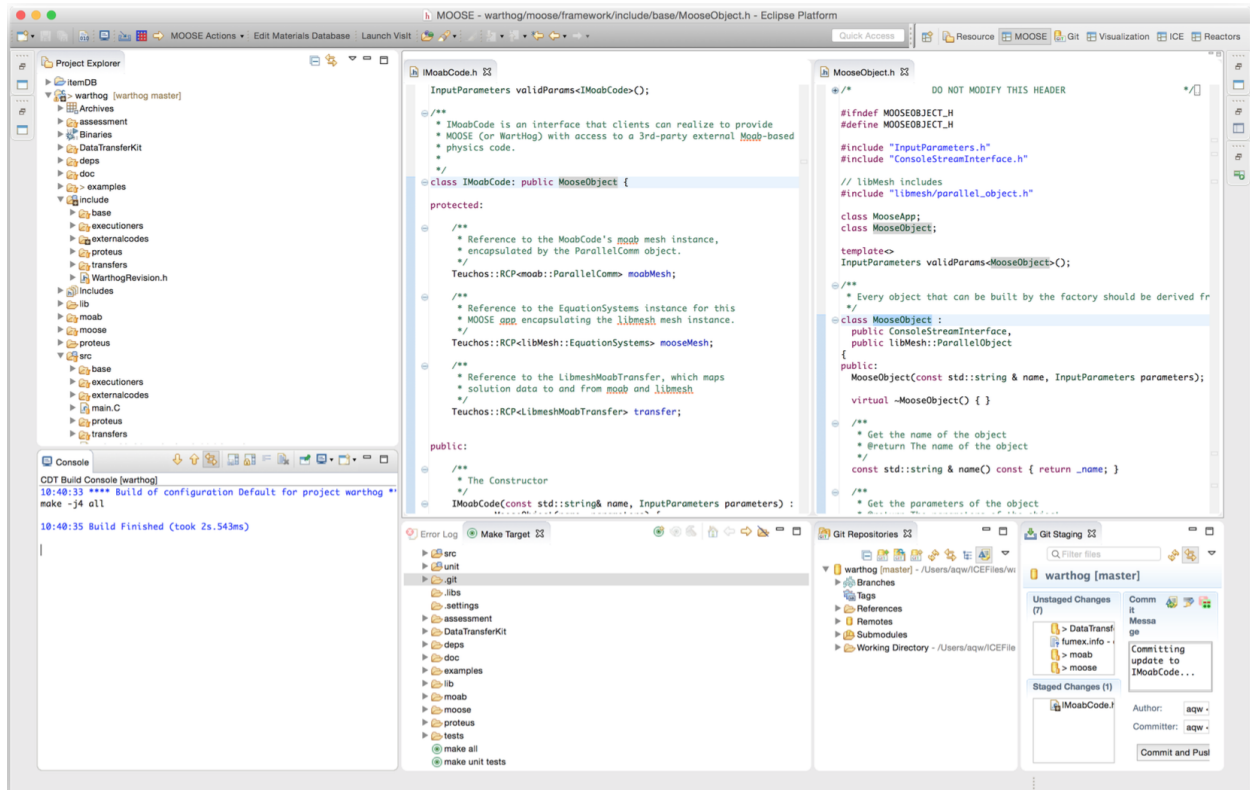 MOOSE - warthog/moose/framework/include/base/MooseObject.h - Eclipse Platform
MOOSE Actions
Edit Materials Database
Launch VisIt
Quick Access
Resource
MOOSE
Git
Visualization
ICE
Reactors
Project Explorer
itemDB
> warthog [warthog master]
Archives
assessment
Binaries
DataTransferKit
deps
doc
> examples
include
base
executioners
externalcodes
proteus
transfers
WarthogRevision.h
Includes
lib
moab
moose
proteus
src
base
executioners
externalcodes
main.C
proteus
transfers
IMoabCode.h
InputParameters validParams<IMoabCode>();
/**
* IMoabCode is an interface that clients can realize to provide
* MOOSE (or WartHog) with access to a 3rd-party external Moab-based
* physics code.
*
*/
class IMoabCode: public MooseObject {
protected:
/**
* Reference to the MoabCode's moab mesh instance,
* encapsulated by the ParallelComm object.
*/
Teuchos::RCP<moab::ParallelComm> moabMesh;
/**
* Reference to the EquationSystems instance for this
* MOOSE app encapsulating the libmesh mesh instance.
*/
Teuchos::RCP<libMesh::EquationSystems> mooseMesh;
/**
* Reference to the LibmeshMoabTransfer, which maps
* solution data to and from moab and libmesh
*/
Teuchos::RCP<LibmeshMoabTransfer> transfer;
public:
/**
* The Constructor
*/
IMoabCode(const std::string& name, InputParameters parameters) :
MooseObject.h
/* DO NOT MODIFY THIS HEADER */
#ifndef MOOSEOBJECT_H
#define MOOSEOBJECT_H
#include "InputParameters.h"
#include "ConsoleStreamInterface.h"
// libMesh includes
#include "libmesh/parallel_object.h"
class MooseApp;
class MooseObject;
template<>
InputParameters validParams<MooseObject>();
/**
* Every object that can be built by the factory should be derived fr
*/
class MooseObject :
public ConsoleStreamInterface,
public libMesh::ParallelObject
{
public:
MooseObject(const std::string & name, InputParameters parameters);
virtual ~MooseObject() { }
/**
* Get the name of the object
* @return The name of the object
*/
const std::string & name() const { return _name; }
/**
* Get the parameters of the object
Console
CDT Build Console [warthog]
10:40:33 **** Build of configuration Default for project warthog *
make -j4 all
10:40:35 Build Finished (took 2s.543ms)
Error Log
Make Target
src
unit
.git
.libs
.settings
assessment
DataTransferKit
deps
doc
examples
lib
moab
moose
proteus
tests
make all
make unit tests
Git Repositories
warthog [master] - /Users/aqw/ICEFiles/w
Branches
Tags
References
Remotes
Submodules
Working Directory - /Users/aqw/ICEFile
Git Staging
Filter files
warthog [master]
Unstaged Changes
(7)
> DataTransf
fumex.info -
> moab
> moose
Staged Changes (1)
IMoabCode.h
Comm
it
Messa
ge
Committing
update to
IMoabCode...
Author: aqw
Committer: aqw
Commit and Pus